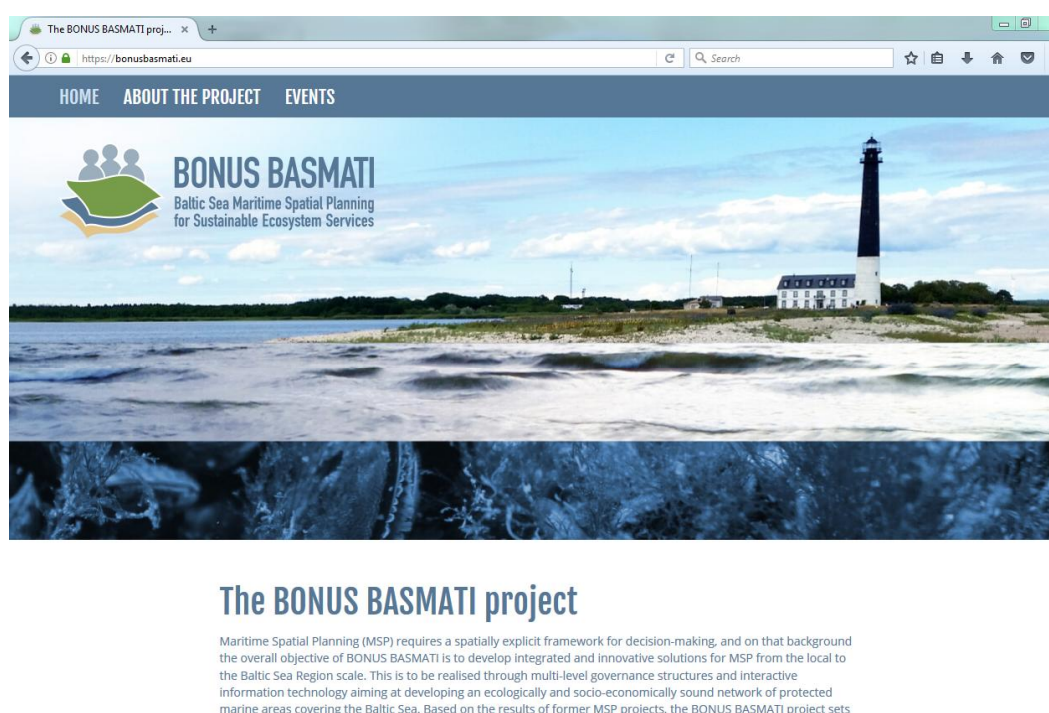 The BONUS BASMATI proj...
https://bonusbasmati.eu
Search
HOME ABOUT THE PROJECT EVENTS
BONUS BASMATI
Baltic Sea Maritime Spatial Planning
for Sustainable Ecosystem Services
The BONUS BASMATI project
Maritime Spatial Planning (MSP) requires a spatially explicit framework for decision-making, and on that background
the overall objective of BONUS BASMATI is to develop integrated and innovative solutions for MSP from the local to
the Baltic Sea Region scale. This is to be realised through multi-level governance structures and interactive
information technology aiming at developing an ecologically and socio-economically sound network of protected
marine areas covering the Baltic Sea. Based on the results of former MSP projects, the BONUS BASMATI project sets